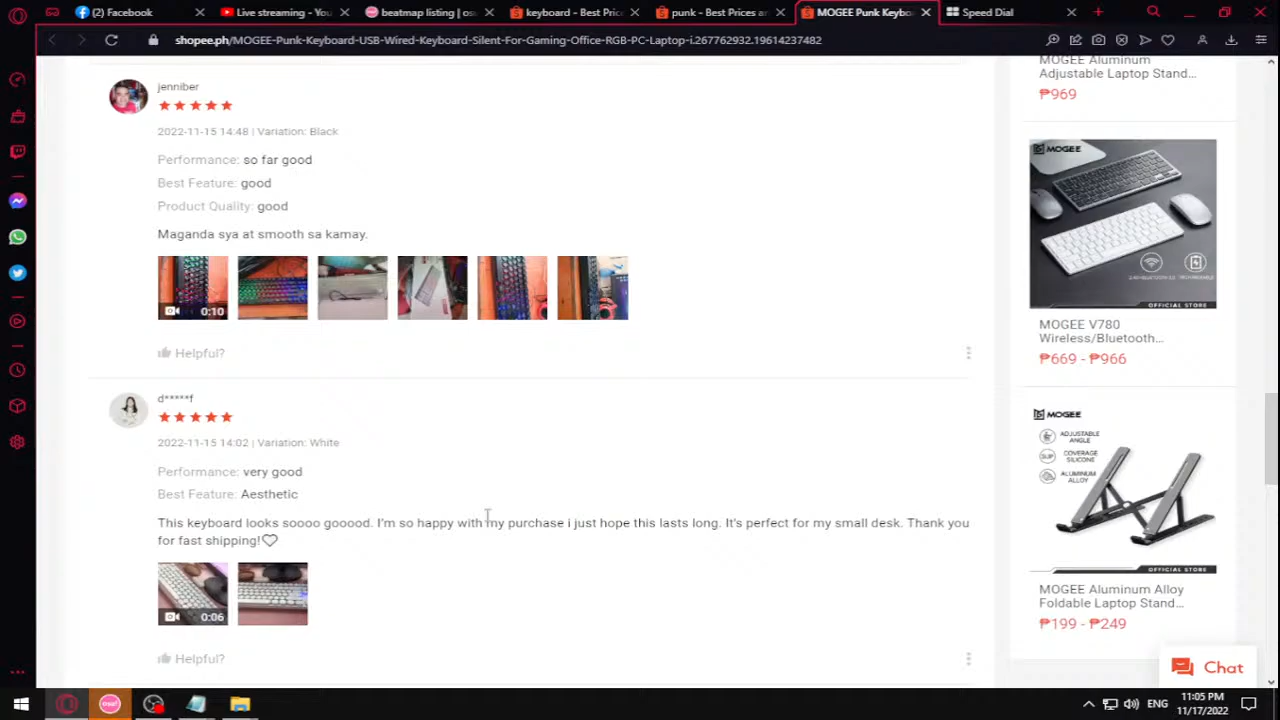 Facebook
Live streaming - You
beatmap listing | os
keyboard - Best Pric
punk - Best Prices a
MOGEE Punk Keyb
Speed Dial
shopee.ph/MOGEE-Punk-Keyboard-USB-Wired-Keyboard-Silent-For-Gaming-Office-RGB-PC-Laptop-i.267762932.19614237482
jenniber
2022-11-15 14:48 | Variation: Black
Performance: so far good
Best Feature: good
Product Quality: good
Maganda sya at smooth sa kamay.
0:10
Helpful?
d*****f
2022-11-15 14:02 | Variation: White
Performance: very good
Best Feature: Aesthetic
This keyboard looks soooo gooood. I'm so happy with my purchase i just hope this lasts long. It's perfect for my small desk. Thank you
for fast shipping!♡
0:06
Helpful?
MOGEE Aluminum
Adjustable Laptop Stand...
₱969
MOGEE
OFFICIAL STORE
MOGEE V780
Wireless/Bluetooth...
₱669 - ₱966
MOGEE
ADJUSTABLE
ANGLE
COVERAGE
SILICONE
ALUMINUM
ALLOY
OFFICIAL STORE
MOGEE Aluminum Alloy
Foldable Laptop Stand...
₱199 - ₱249
Chat
osu!
ENG
11:05 PM
11/17/2022